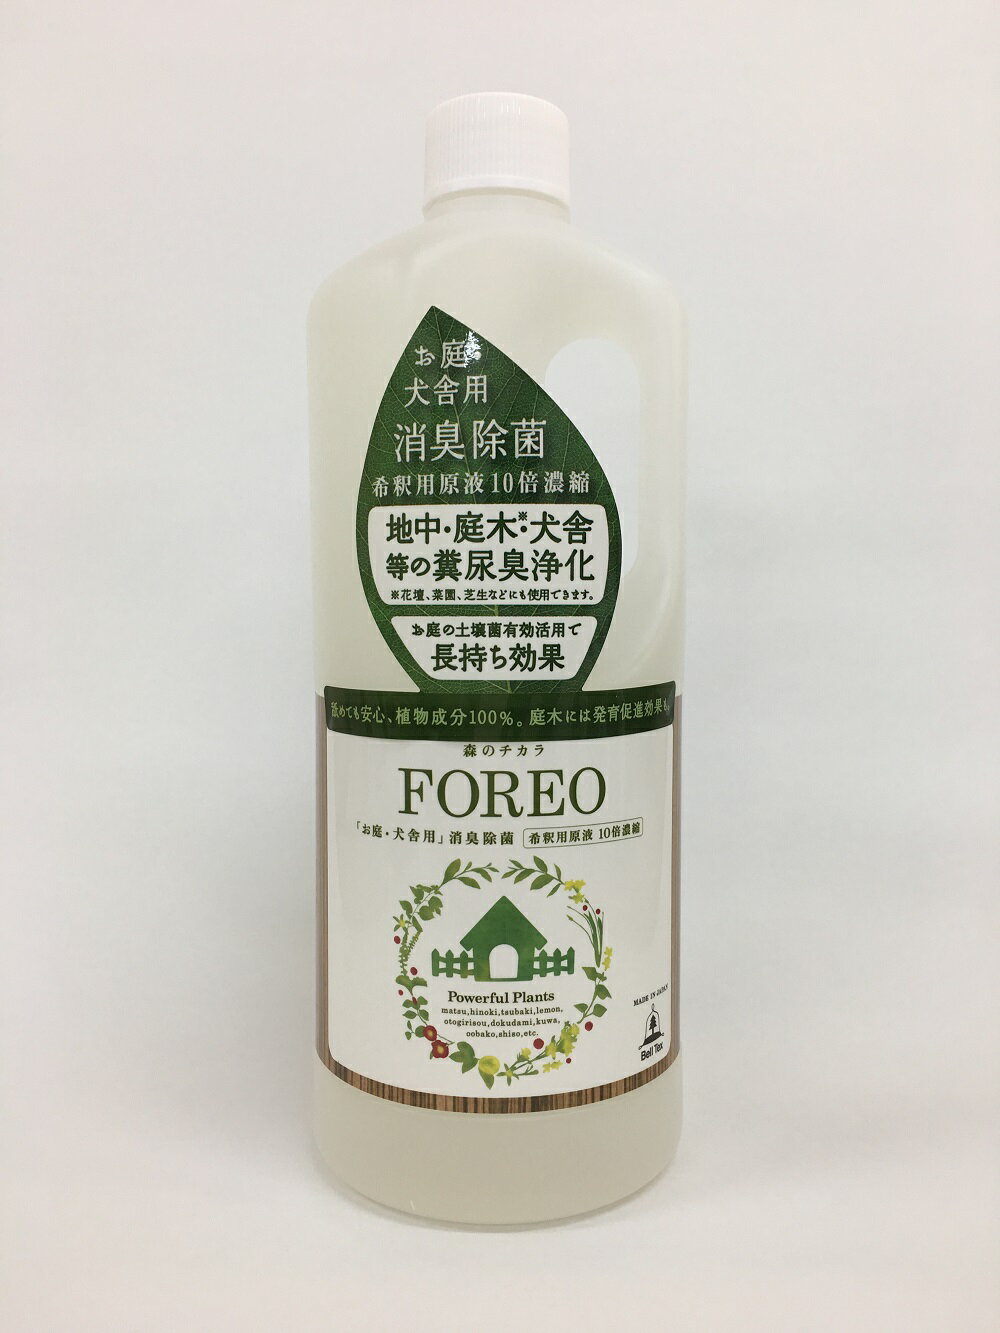 お庭
犬舎用
消臭除菌
希釈用原液10倍濃縮
地中・庭木※・犬舎
等の糞尿臭浄化
※花壇、菜園、芝生などにも使用できます。
お庭の土壌菌有効活用で
長持ち効果
舐めても安心、植物成分100%。庭木には発育促進効果も。
森のチカラ
FOREO
「お庭・犬舎用」消臭除菌 希釈用原液 10倍濃縮
Powerful Plants
matsu,hinoki,tsubaki,lemon,
otogirisou,dokudami,kuwa,
oobako,shiso,etc.
MADE IN JAPAN
Bell Tex